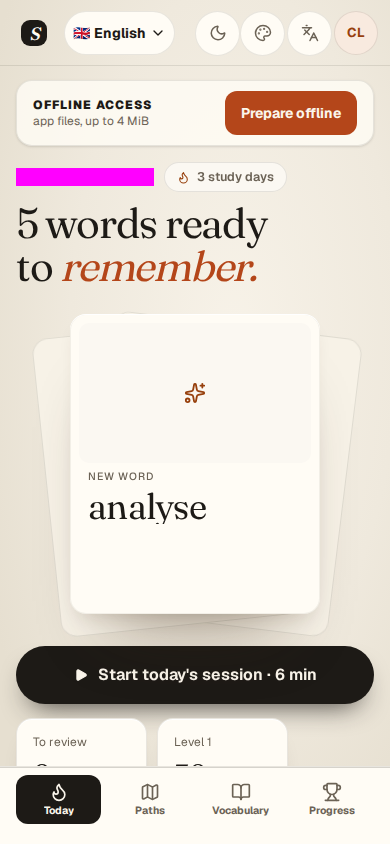 S
🇬🇧 English
CL
OFFLINE ACCESS
app files, up to 4 MiB
Prepare offline
3 study days
5 words ready
to remember.
NEW WORD
analyse
Start today's session · 6 min
To review
Level 1
Today
Paths
Vocabulary
Progress